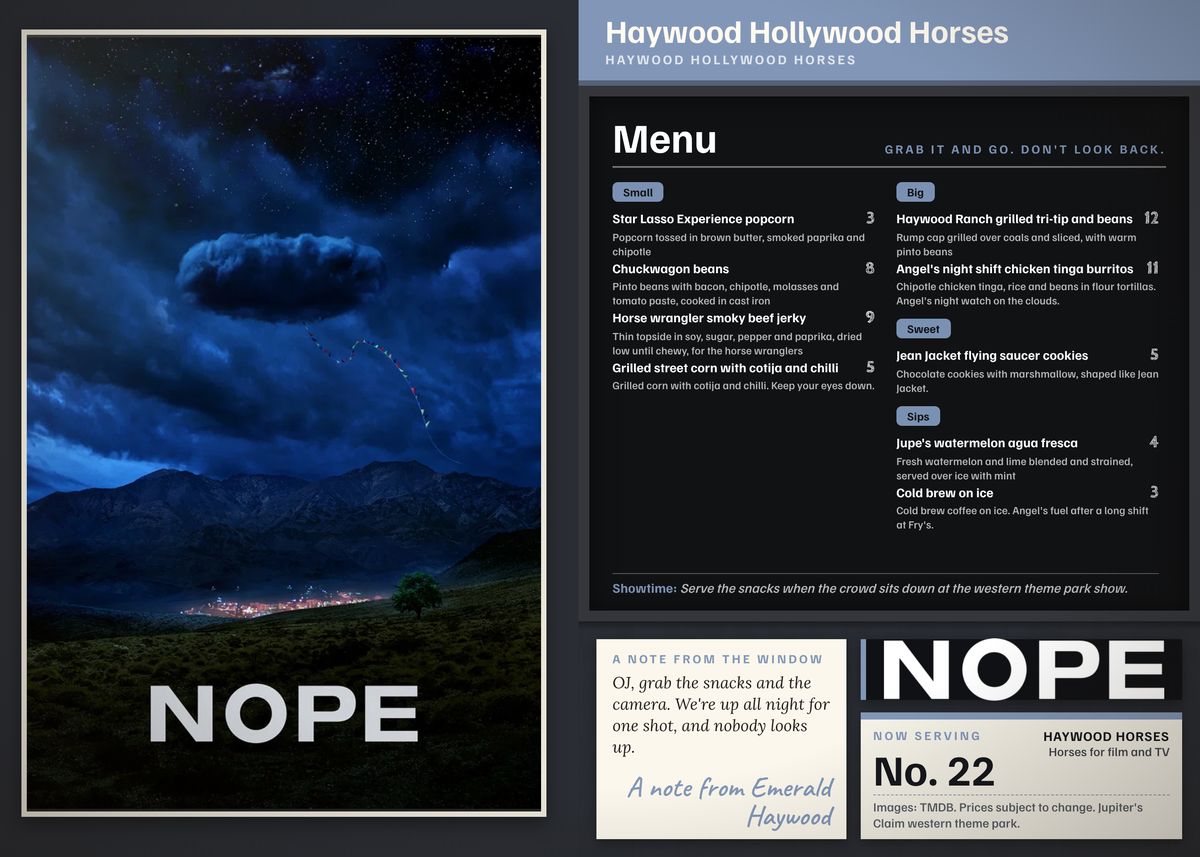 NOPE
Haywood Hollywood Horses
HAYWOOD HOLLYWOOD HORSES
Menu
GRAB IT AND GO. DON'T LOOK BACK.
Small
Star Lasso Experience popcorn 3
Popcorn tossed in brown butter, smoked paprika and
chipotle
Chuckwagon beans 8
Pinto beans with bacon, chipotle, molasses and
tomato paste, cooked in cast iron
Horse wrangler smoky beef jerky 9
Thin topside in soy, sugar, pepper and paprika, dried
low until chewy, for the horse wranglers
Grilled street corn with cotija and chilli 5
Grilled corn with cotija and chilli. Keep your eyes down.
Big
Haywood Ranch grilled tri-tip and beans 12
Rump cap grilled over coals and sliced, with warm
pinto beans
Angel's night shift chicken tinga burritos 11
Chipotle chicken tinga, rice and beans in flour tortillas.
Angel's night watch on the clouds.
Sweet
Jean Jacket flying saucer cookies 5
Chocolate cookies with marshmallow, shaped like Jean
Jacket.
Sips
Jupe's watermelon agua fresca 4
Fresh watermelon and lime blended and strained,
served over ice with mint
Cold brew on ice 3
Cold brew coffee on ice. Angel's fuel after a long shift
at Fry's.
Showtime: Serve the snacks when the crowd sits down at the western theme park show.
A NOTE FROM THE WINDOW
OJ, grab the snacks and the
camera. We're up all night for
one shot, and nobody looks
up.
A note from Emerald
Haywood
NOPE
NOW SERVING
No. 22
HAYWOOD HORSES
Horses for film and TV
Images: TMDB. Prices subject to change. Jupiter's
Claim western theme park.